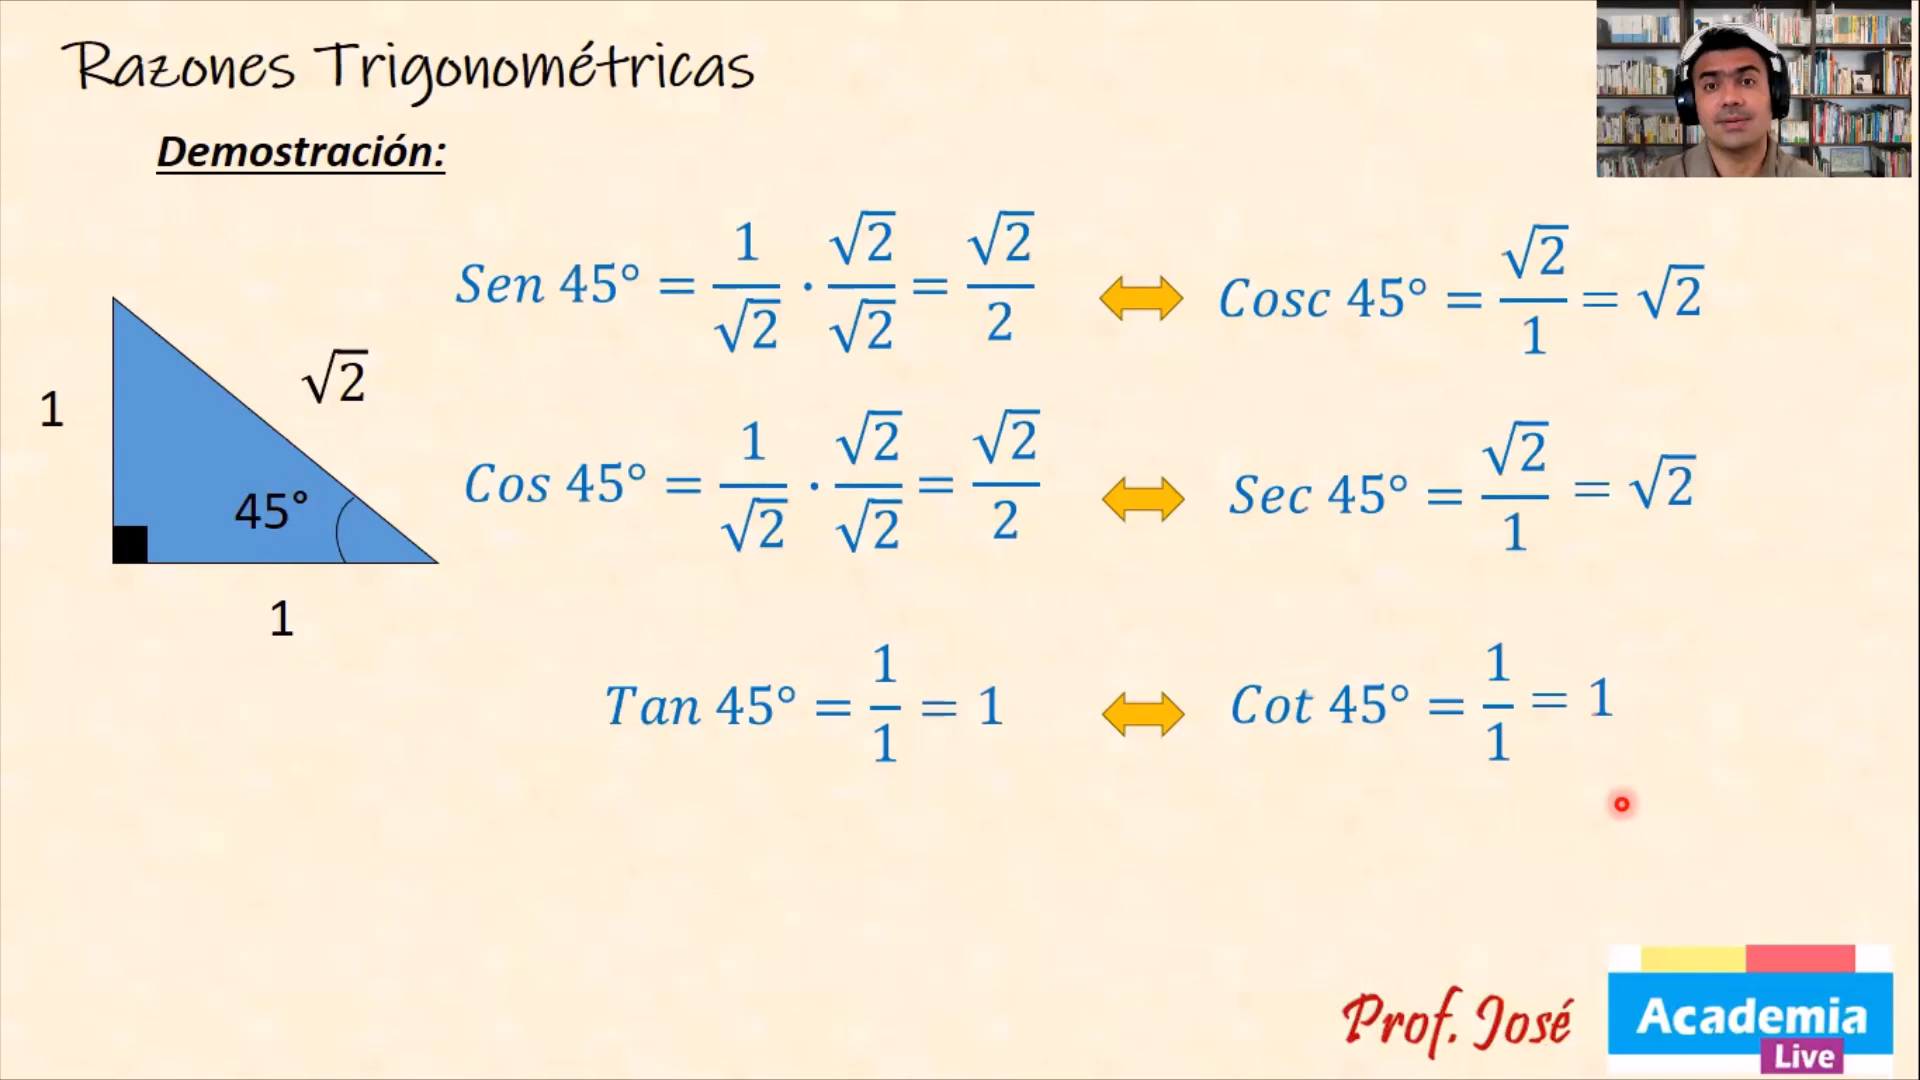 Razones Trigonométricas
Demostración:
Sen 45° = 1/√2 · √2/√2 = √2/2
Cosc 45° = √2/1 = √2
√2
1
45°
1
Cos 45° = 1/√2 · √2/√2 = √2/2
Sec 45° = √2/1 = √2
Tan 45° = 1/1 = 1
Cot 45° = 1/1 = 1
Prof. José
Academia
Live